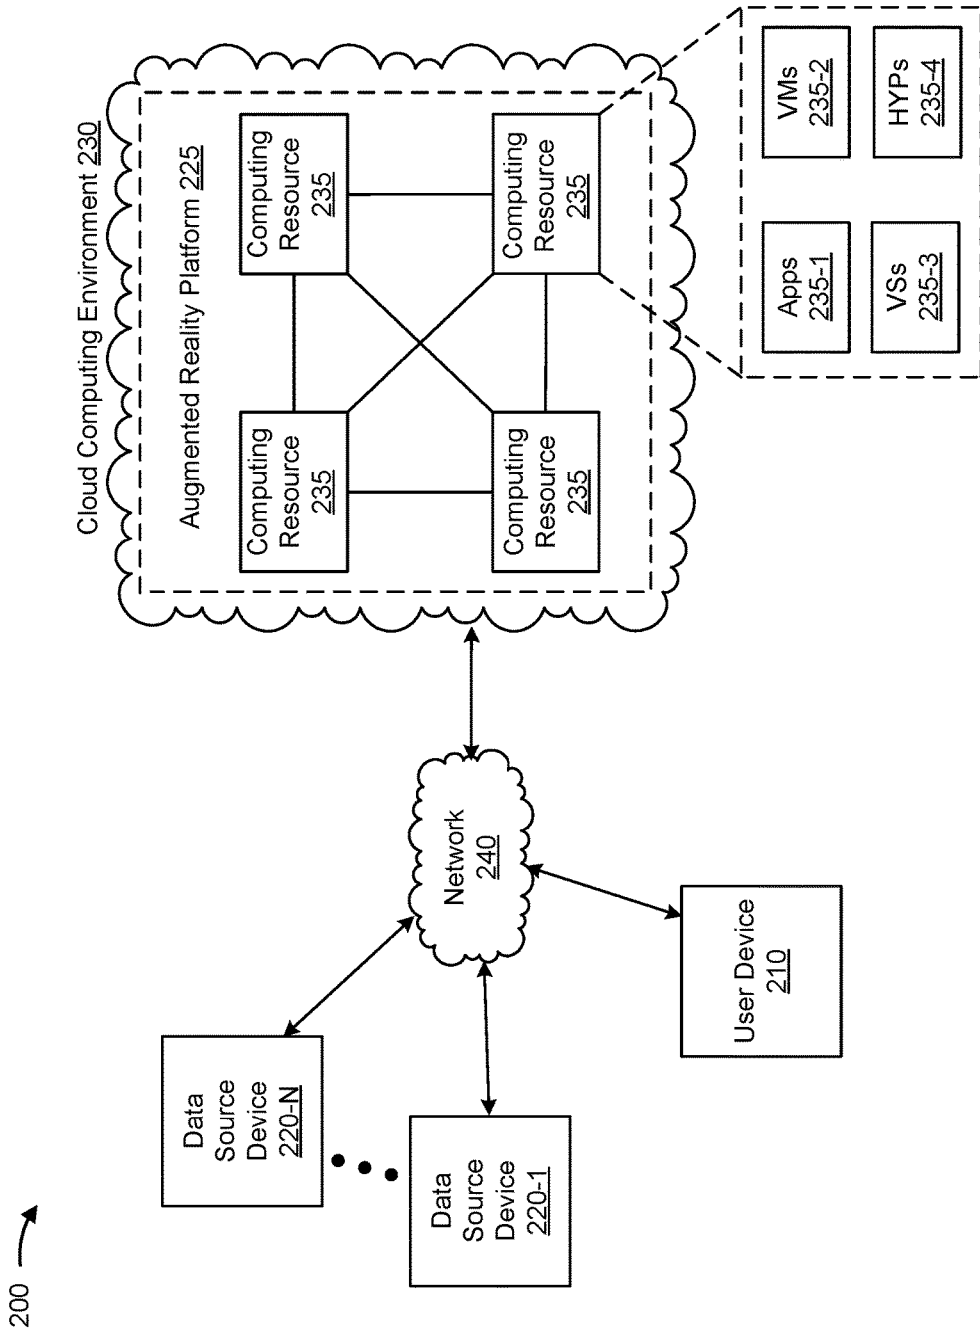 200
Cloud Computing Environment 230
Augmented Reality Platform 225
Computing
Resource
235
Computing
Resource
235
Computing
Resource
235
Computing
Resource
235
Apps
235-1
VMs
235-2
VSs
235-3
HYPs
235-4
Network
240
Data
Source
Device
220-N
Data
Source
Device
220-1
User Device
210